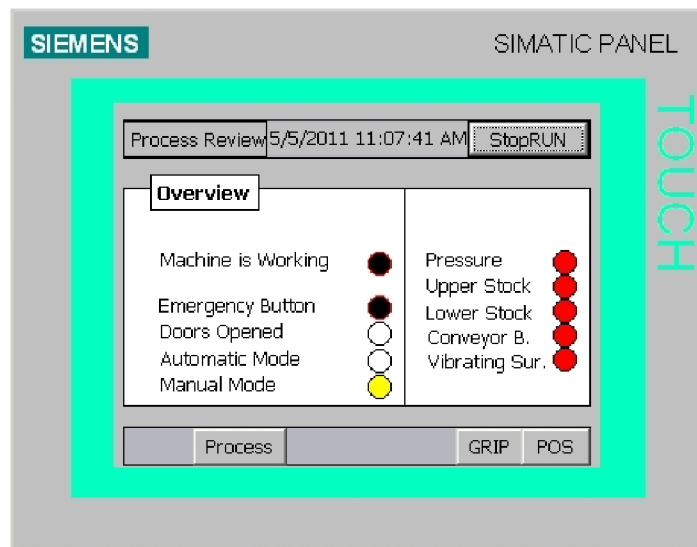 SIEMENS
SIMATIC PANEL
TOUCH
Process Review 5/5/2011 11:07:41 AM StopRUN
Overview
Machine is Working
Emergency Button
Doors Opened
Automatic Mode
Manual Mode
Pressure
Upper Stock
Lower Stock
Conveyor B.
Vibrating Sur.
Process GRIP POS